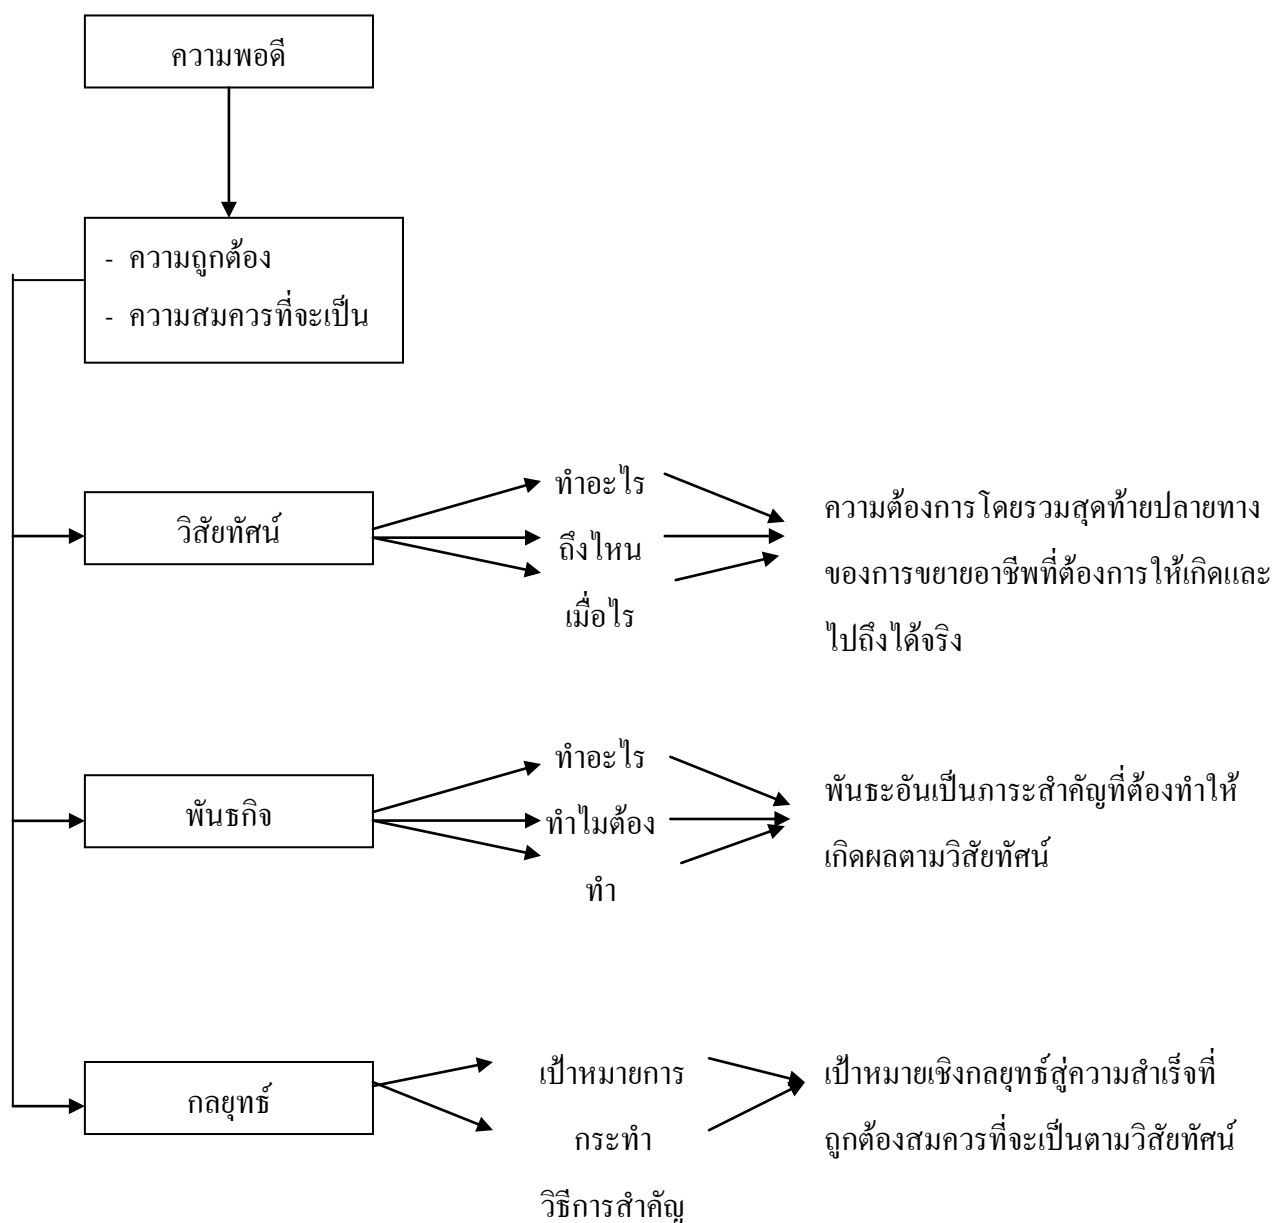 ความพอดี
- ความถูกต้อง
- ความสมควรที่จะเป็น
วิสัยทัศน์
ทำอะไร
ถึงไหน
เมื่อไร
ความต้องการโดยรวมสุดท้ายปลายทาง
ของการขยายอาชีพที่ต้องการให้เกิดและ
ไปถึงได้จริง
พันธกิจ
ทำอะไร
ทำไมต้อง
ทำ
พันธะอันเป็นภาระสำคัญที่ต้องทำให้
เกิดผลตามวิสัยทัศน์
กลยุทธ์
เป้าหมายการ
กระทำ
วิธีการสำคัญ
เป้าหมายเชิงกลยุทธ์สู่ความสำเร็จที่
ถูกต้องสมควรที่จะเป็นตามวิสัยทัศน์